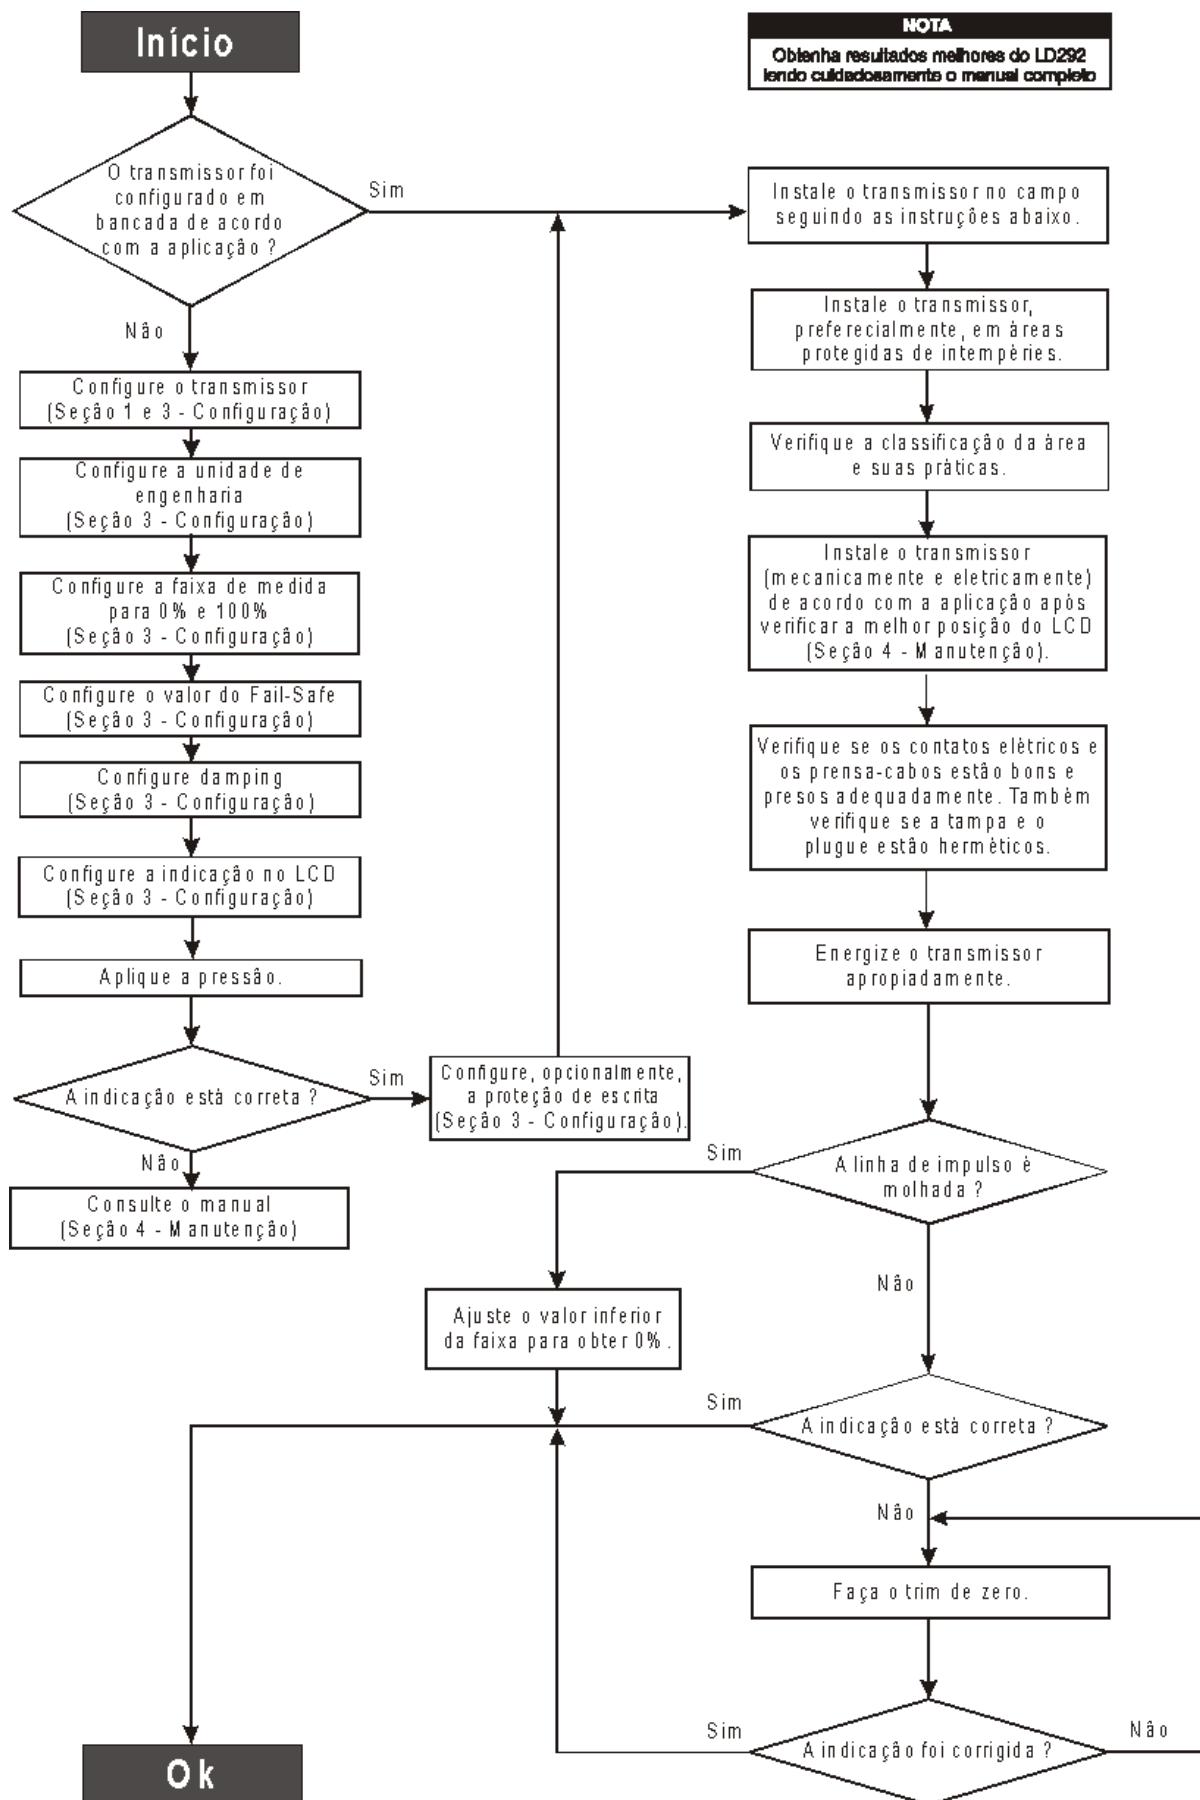 Início
NOTA
Obtenha resultados melhores do LD292
lendo cuidadosamente o manual completo
O transmissor foi
configurado em
bancada de acordo
com a aplicação ?
Sim
Não
Configure o transmissor
(Seção 1 e 3 - Configuração)
Configure a unidade de
engenharia
(Seção 3 - Configuração)
Configure a faixa de medida
para 0% e 100%
(Seção 3 - Configuração)
Configure o valor do Fail-Safe
(Seção 3 - Configuração)
Configure damping
(Seção 3 - Configuração)
Configure a indicação no LCD
(Seção 3 - Configuração)
Aplique a pressão.
A indicação está correta ?
Sim
Não
Consulte o manual
(Seção 4 - Manutenção)
Configure, opcionalmente,
a proteção de escrita
(Seção 3 - Configuração).
Instale o transmissor no campo
seguindo as instruções abaixo.
Instale o transmissor,
preferecialmente, em áreas
protegidas de intempéries.
Verifique a classificação da área
e suas práticas.
Instale o transmissor
(mecanicamente e eletricamente)
de acordo com a aplicação após
verificar a melhor posição do LCD
(Seção 4 - Manutenção).
Verifique se os contatos elétricos e
os prensa-cabos estão bons e
presos adequadamente. Também
verifique se a tampa e o
plugue estão herméticos.
Energize o transmissor
apropiadamente.
A linha de impulso é
molhada ?
Sim
Não
Ajuste o valor inferior
da faixa para obter 0%.
A indicação está correta ?
Sim
Não
Faça o trim de zero.
A indicação foi corrigida ?
Sim
Não
Ok